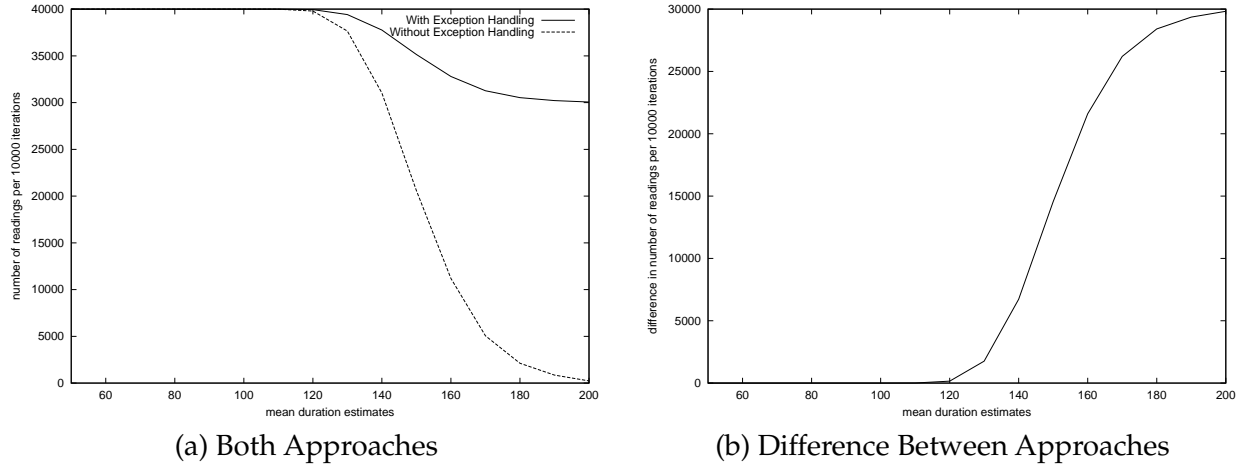 40000
35000
30000
25000
20000
15000
10000
5000
0
number of readings per 10000 iterations
With Exception Handling
Without Exception Handling
60 80 100 120 140 160 180 200
mean duration estimates
(a) Both Approaches
30000
25000
20000
15000
10000
5000
0
difference in number of readings per 10000 iterations
60 80 100 120 140 160 180 200
mean duration estimates
(b) Difference Between Approaches